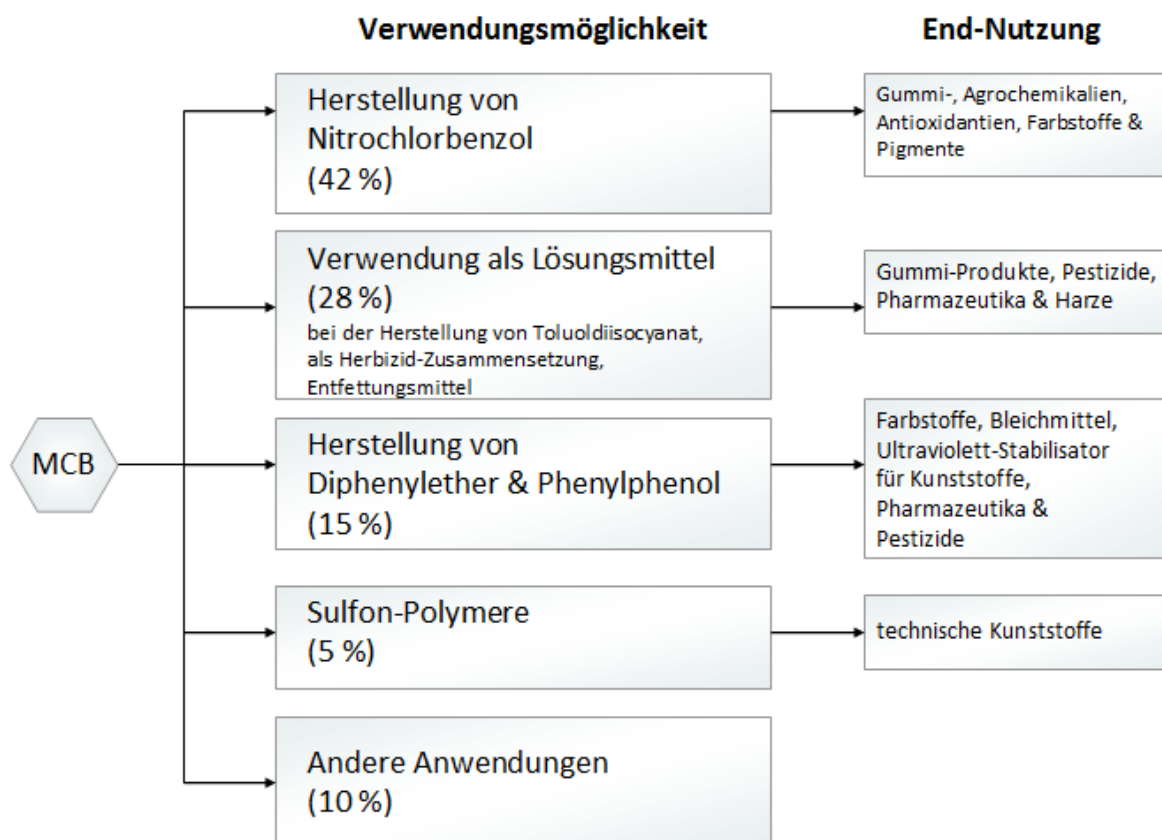 Verwendungsmöglichkeit
End-Nutzung
Herstellung von
Nitrochlorbenzol
(42 %)
Gummi-, Agrochemikalien,
Antioxidantien, Farbstoffe &
Pigmente
Verwendung als Lösungsmittel
(28 %)
bei der Herstellung von Toluoldiisocyanat,
als Herbizid-Zusammensetzung,
Entfettungsmittel
Gummi-Produkte, Pestizide,
Pharmazeutika & Harze
MCB
Herstellung von
Diphenylether & Phenylphenol
(15 %)
Farbstoffe, Bleichmittel,
Ultraviolett-Stabilisator
für Kunststoffe,
Pharmazeutika &
Pestizide
Sulfon-Polymere
(5 %)
technische Kunststoffe
Andere Anwendungen
(10 %)